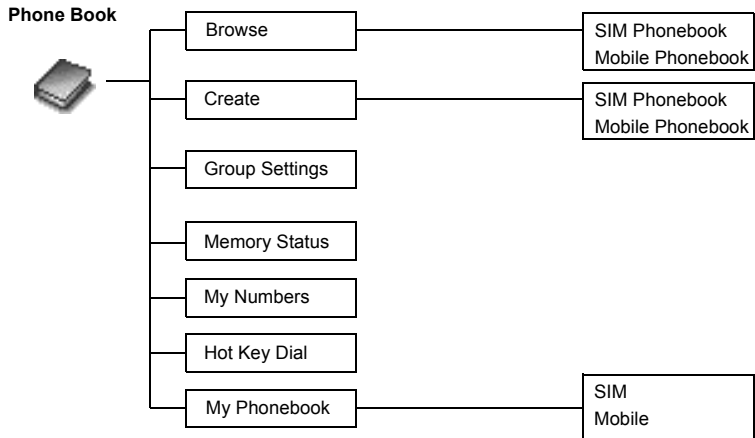 Phone Book
Browse
SIM Phonebook
Mobile Phonebook
Create
SIM Phonebook
Mobile Phonebook
Group Settings
Memory Status
My Numbers
Hot Key Dial
My Phonebook
SIM
Mobile